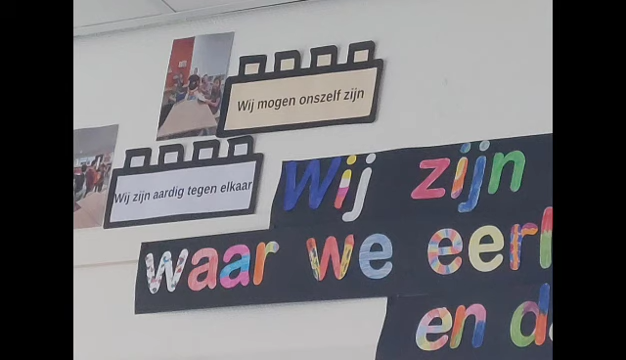 Wij mogen onszelf zijn
Wij zijn aardig tegen elkaar
Wij zijn
waar we
en